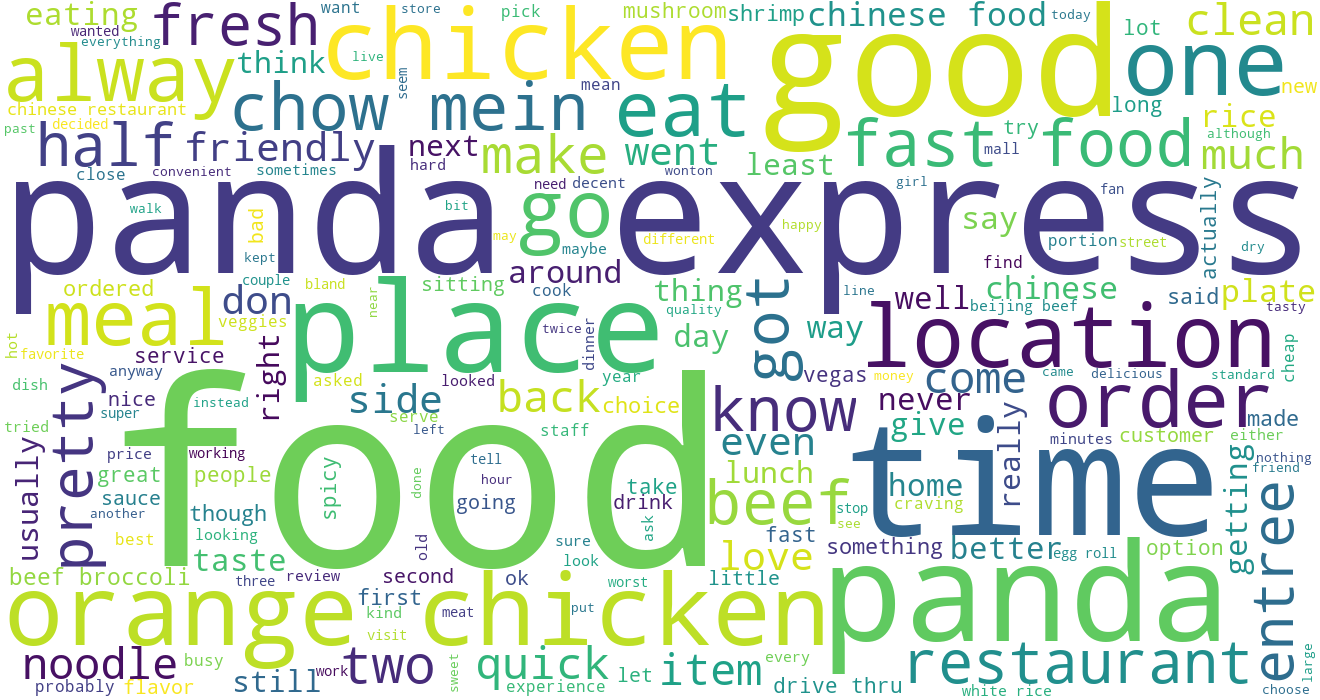 eating
wanted
everything
fresh
want
store
chicken
pick
mushroom
shrimp
chinese food
today
good
lot
clean
alway
think
live
seem
mean
one
new
chinese restaurant
chow mein
eat
long
rice
past
decided
half
friendly
next
hard
make
went
least
fast food
try
mall
although
much
close
convenient
sometimes
need
decent
wonton
girl
fan
panda express
walk
bad
bit
go
say
actually
kept
may
maybe
different
happy
portion
street
dry
couple
around
find
ordered
don
bland
near
sitting
cook
thing
quality
got
line
well
chinese
beijing beef
said
plate
tasty
meal
veggies
place
twice
dinner
day
way
location
cheap
hot
favorite
service
right
anyway
dish
nice
instead
asked
looked
year
vegas
money
come
came
delicious
standard
pretty
super
side
serve
back
choice
know
never
order
tried
left
staff
give
really
made
usually
price
working
food
even
minutes
customer
either
great
people
spicy
tell
hour
done
going
take
lunch
time
getting
nothing
friend
sauce
another
though
drink
ask
beef
home
craving
entree
looking
best
old
sure
look
fast
stop
see
something
better
egg roll
option
taste
love
beef broccoli
three
review
second
ok
worst
little
panda
orange chicken
first
kind
meat
put
visit
noodle
busy
two
work
sweet
quick
let
item
every
restaurant
large
probably
flavor
still
experience
drive thru
white rice
choose